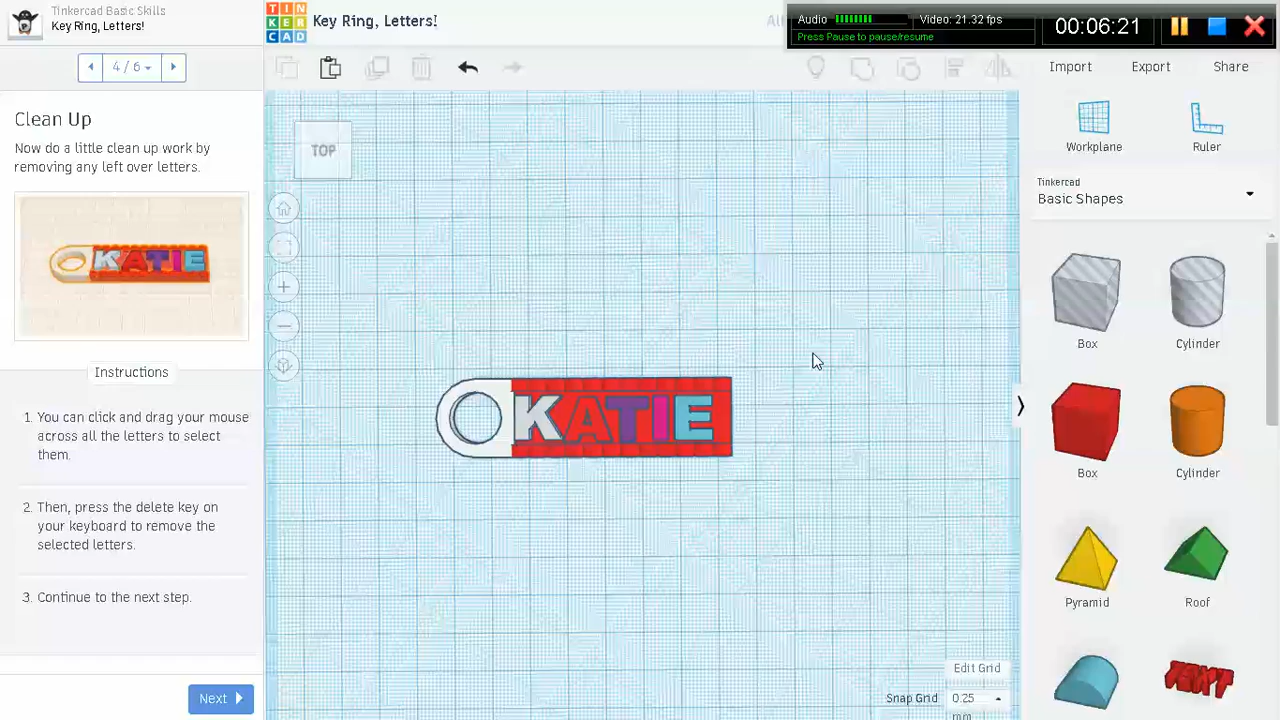 Tinkercad Basic Skills
Key Ring, Letters!
4 / 6
Clean Up
Now do a little clean up work by
removing any left over letters.
KATIE
Instructions
1. You can click and drag your mouse
across all the letters to select
them.
2. Then, press the delete key on
your keyboard to remove the
selected letters.
3. Continue to the next step.
Next
TIN
KER
CAD
Key Ring, Letters!
All
Audio
Video: 21.32 fps
Press Pause to pause/resume
00:06:21
TOP
KATIE
Edit Grid
Snap Grid 0.25
mm
Import Export Share
Workplane Ruler
Tinkercad
Basic Shapes
Box Cylinder
Box Cylinder
Pyramid Roof
TEXT